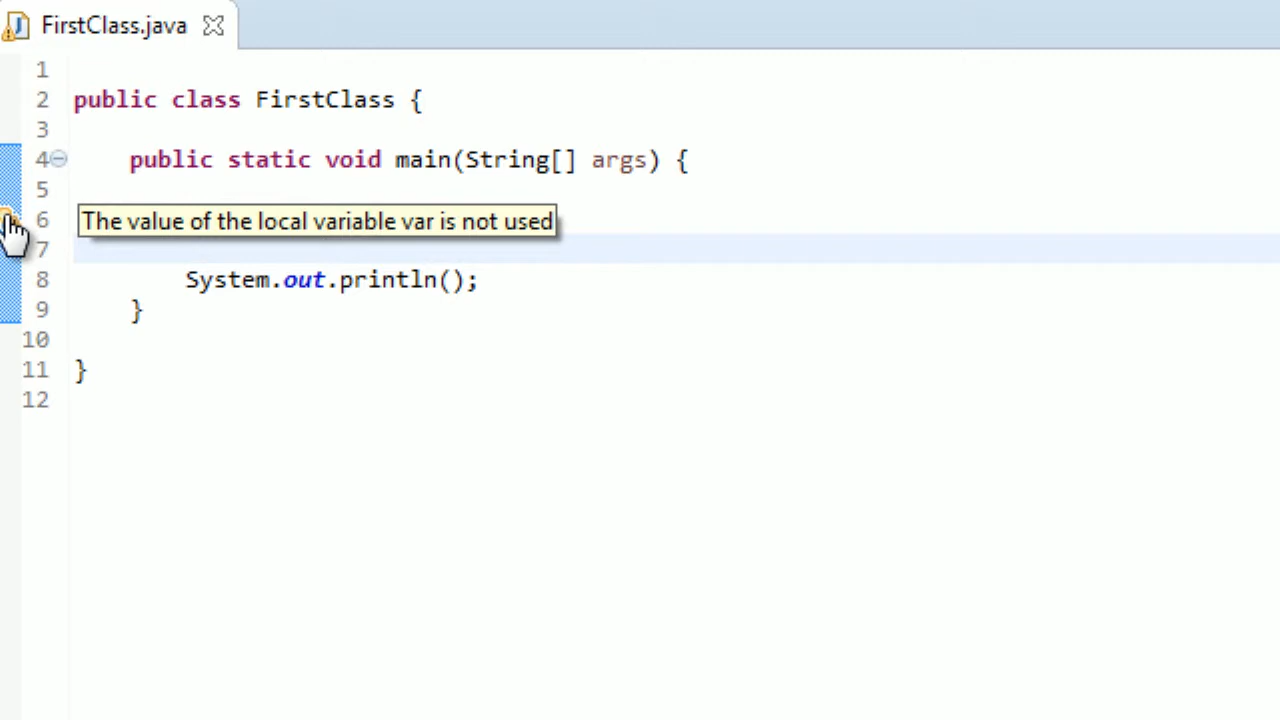 FirstClass.java
1
2 public class FirstClass {
3
4 public static void main(String[] args) {
5
6 The value of the local variable var is not used
7
8 System.out.println();
9 }
10
11 }
12